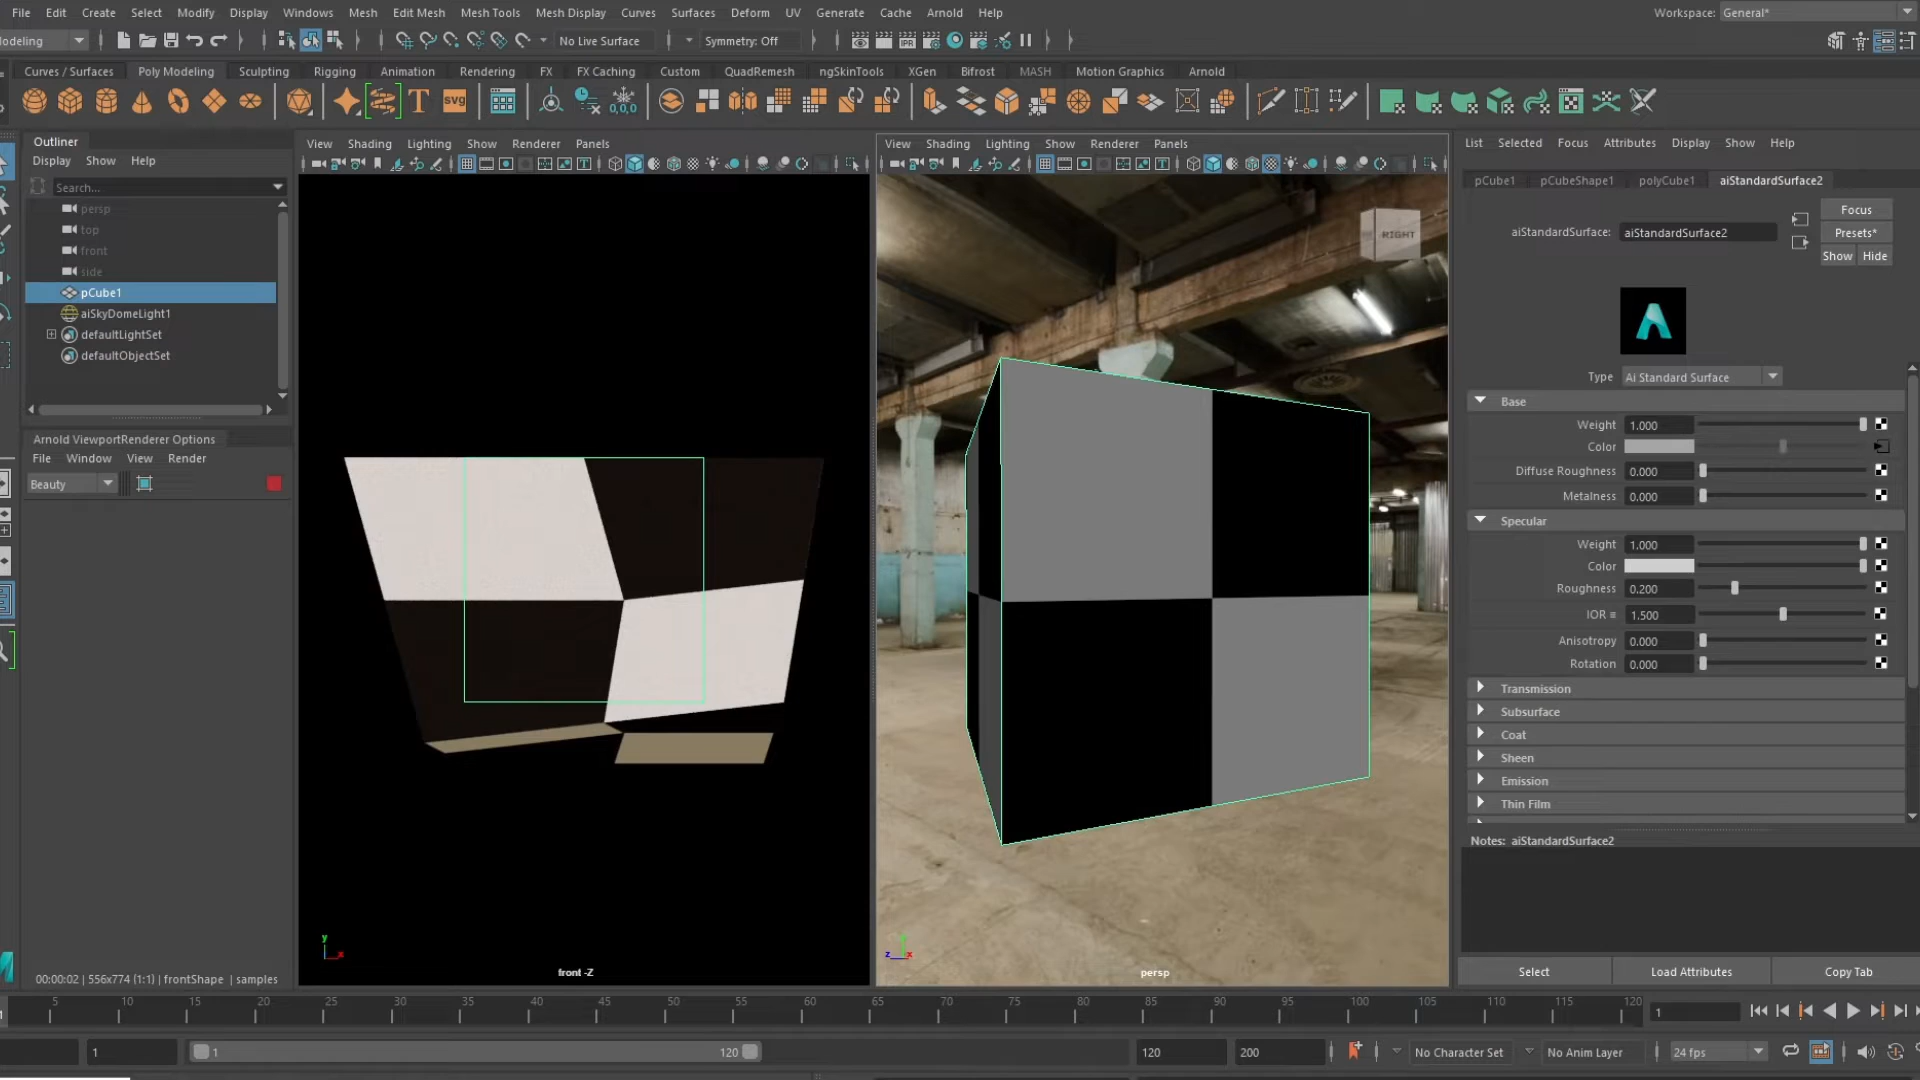 File Edit Create Select Modify Display Windows Mesh Edit Mesh Mesh Tools Mesh Display Curves Surfaces Deform UV Generate Cache Arnold Help
Workspace: General*
odeling No Live Surface Symmetry: Off
Curves / Surfaces Poly Modeling Sculpting Rigging Animation Rendering FX FX Caching Custom QuadRemesh ngSkinTools XGen Bifrost MASH Motion Graphics Arnold
T SVG 0,0,0
Outliner
Display Show Help
Search...
persp
top
front
side
pCube1
aiSkyDomeLight1
defaultLightSet
defaultObjectSet
Arnold ViewportRenderer Options
File Window View Render
Beauty
00:00:02 | 556x774 (1:1) | frontShape | samples
View Shading Lighting Show Renderer Panels
y
x
front -Z
View Shading Lighting Show Renderer Panels
RIGHT
z x
persp
List Selected Focus Attributes Display Show Help
pCube1 pCubeShape1 polyCube1 aiStandardSurface2
aiStandardSurface: aiStandardSurface2
Focus
Presets*
Show Hide
Type Ai Standard Surface
Base
Weight 1.000
Color
Diffuse Roughness 0.000
Metalness 0.000
Specular
Weight 1.000
Color
Roughness 0.200
IOR 1.500
Anisotropy 0.000
Rotation 0.000
Transmission
Subsurface
Coat
Sheen
Emission
Thin Film
Notes: aiStandardSurface2
Select Load Attributes Copy Tab
5 10 15 20 25 30 35 40 45 50 55 60 65 70 75 80 85 90 95 100 105 110 115 120
1
1 1 120 120 200 No Character Set No Anim Layer 24 fps